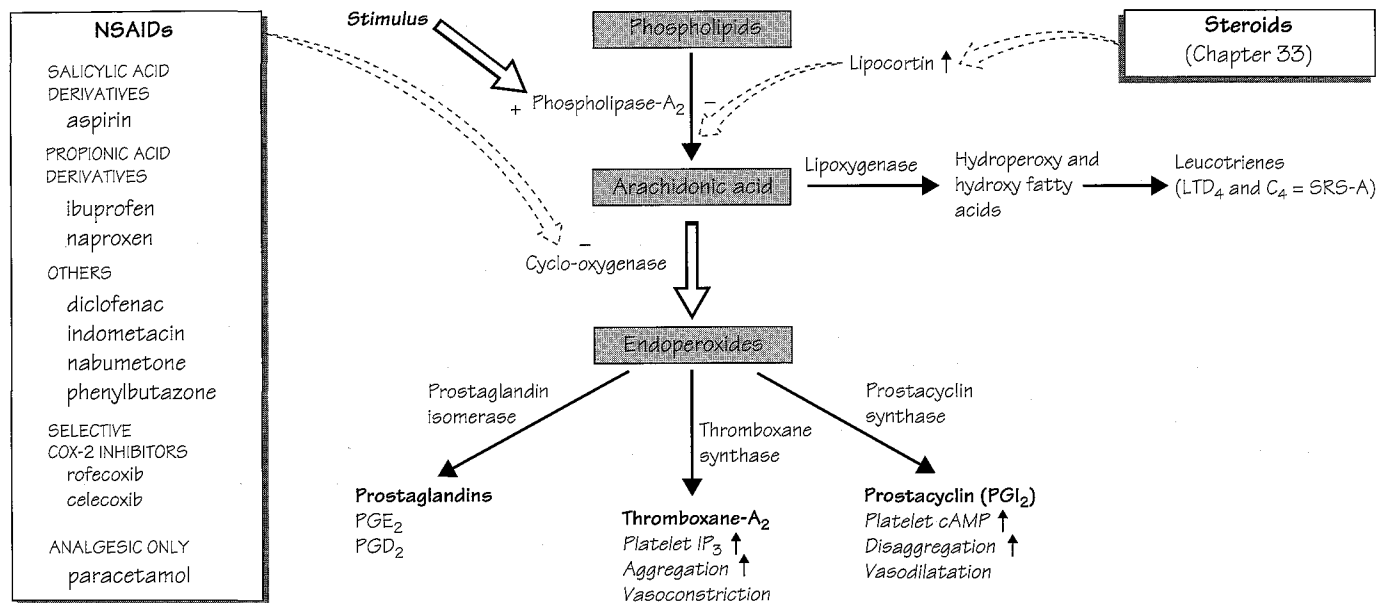 NSAIDs
SALICYLIC ACID
DERIVATIVES
aspirin
PROPIONIC ACID
DERIVATIVES
ibuprofen
naproxen
OTHERS
diclofenac
indometacin
nabumetone
phenylbutazone
SELECTIVE
COX-2 INHIBITORS
rofecoxib
celecoxib
ANALGESIC ONLY
paracetamol
Stimulus
Phospholipids
Steroids
(Chapter 33)
Lipocortin ↑
+ Phospholipase-A₂ −
Arachidonic acid
Lipoxygenase
Hydroperoxy and
hydroxy fatty
acids
Leucotrienes
(LTD₄ and C₄ = SRS-A)
−
Cyclo-oxygenase
Endoperoxides
Prostaglandin
isomerase
Thromboxane
synthase
Prostacyclin
synthase
Prostaglandins
PGE₂
PGD₂
Thromboxane-A₂
Platelet IP₃ ↑
Aggregation ↑
Vasoconstriction
Prostacyclin (PGI₂)
Platelet cAMP ↑
Disaggregation ↑
Vasodilatation